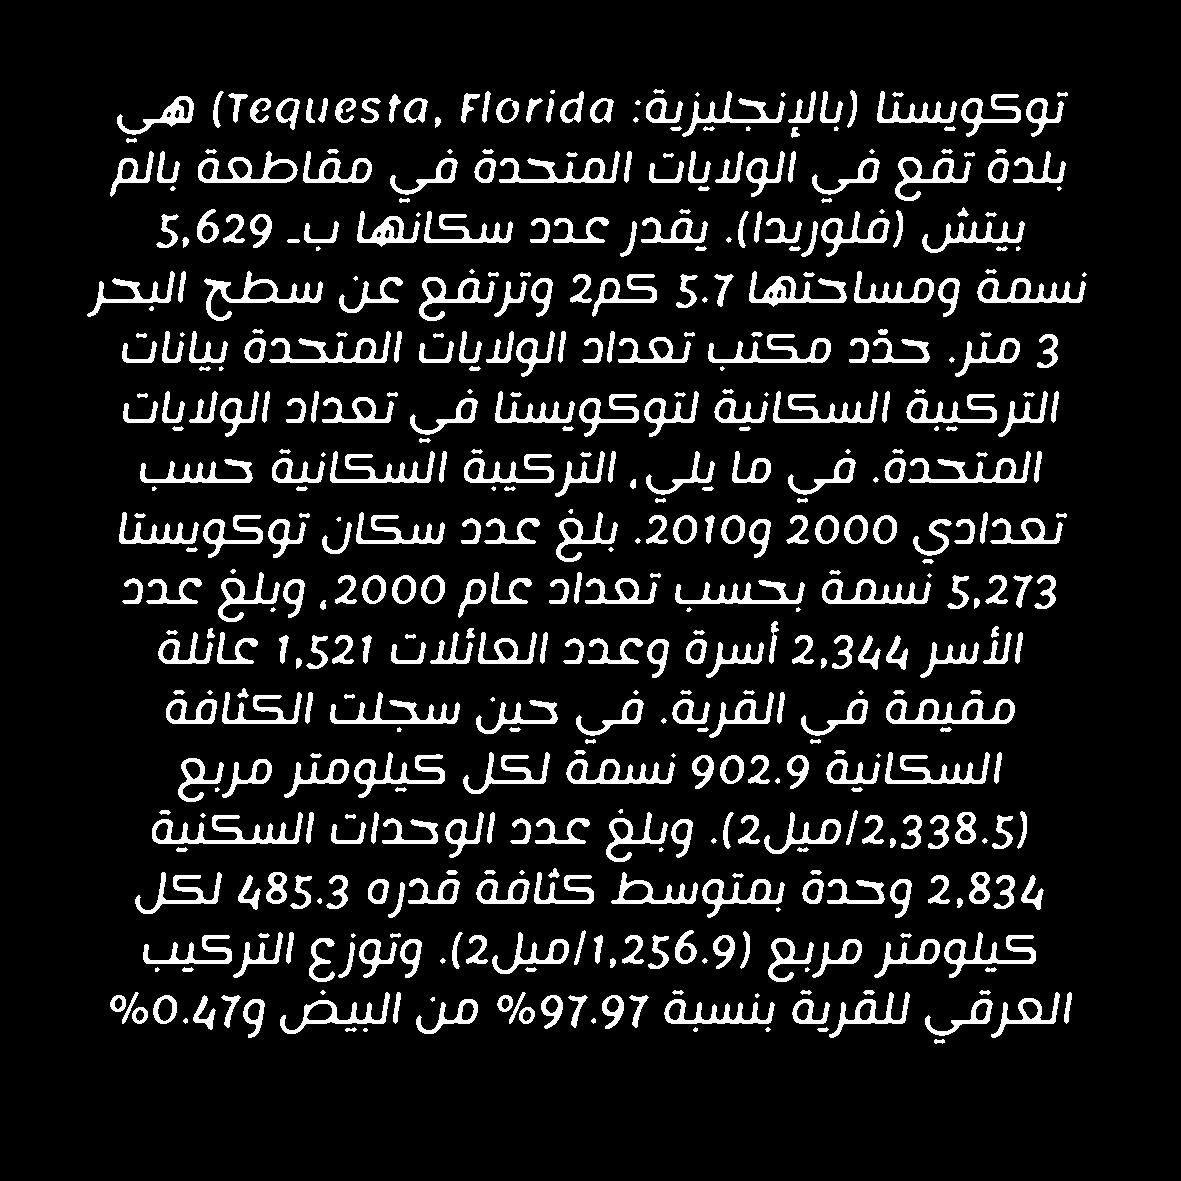 توكويستا (بالإنجليزية: Tequesta, Florida) هي
بلدة تقع في الولايات المتحدة في مقاطعة بالم
بيتش (فلوريدا). يقدر عدد سكانها بـ 5,629
نسمة ومساحتها 5.7 كم2 وترتفع عن سطح البحر
3 متر. حدّد مكتب تعداد الولايات المتحدة بيانات
التركيبة السكانية لتوكويستا في تعداد الولايات
المتحدة. في ما يلي، التركيبة السكانية حسب
تعدادي 2000 و2010. بلغ عدد سكان توكويستا
5,273 نسمة بحسب تعداد عام 2000، وبلغ عدد
الأسر 2,344 أسرة وعدد العائلات 1,521 عائلة
مقيمة في القرية. في حين سجلت الكثافة
السكانية 902.9 نسمة لكل كيلومتر مربع
(2,338.5/ميل2). وبلغ عدد الوحدات السكنية
2,834 وحدة بمتوسط كثافة قدره 485.3 لكل
كيلومتر مربع (1,256.9/ميل2). وتوزع التركيب
العرقي للقرية بنسبة 97.97% من البيض و0.47%